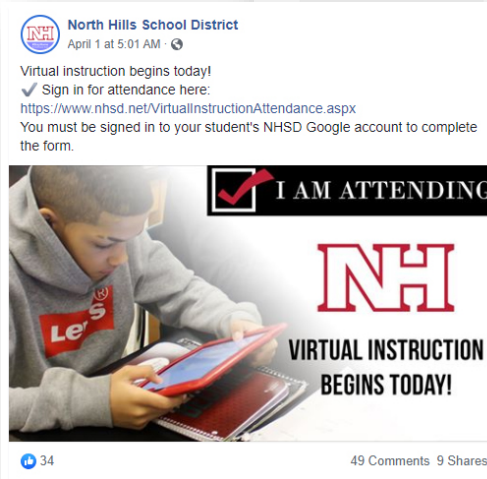 NH
North Hills School District
April 1 at 5:01 AM ·
Virtual instruction begins today!
Sign in for attendance here:
https://www.nhsd.net/VirtualInstructionAttendance.aspx
You must be signed in to your student's NHSD Google account to complete
the form.
I AM ATTENDING
NH
Levi's®
VIRTUAL INSTRUCTION
BEGINS TODAY!
34
49 Comments 9 Shares